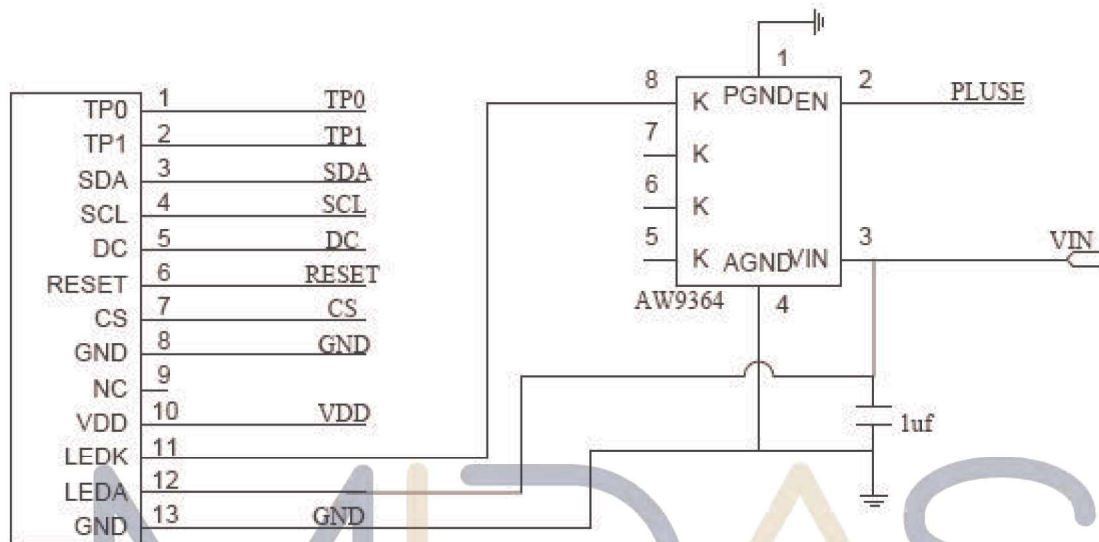 TP0 1 TP0
TP1 2 TP1
SDA 3 SDA
SCL 4 SCL
DC 5 DC
RESET 6 RESET
CS 7 CS
GND 8 GND
NC 9
VDD 10 VDD
LEDK 11
LEDA 12
GND 13 GND
1
8 K PGND EN 2 PLUSE
7 K
6 K
5 K AGND VIN 3 VIN
AW9364 4
1uf
MIDAS